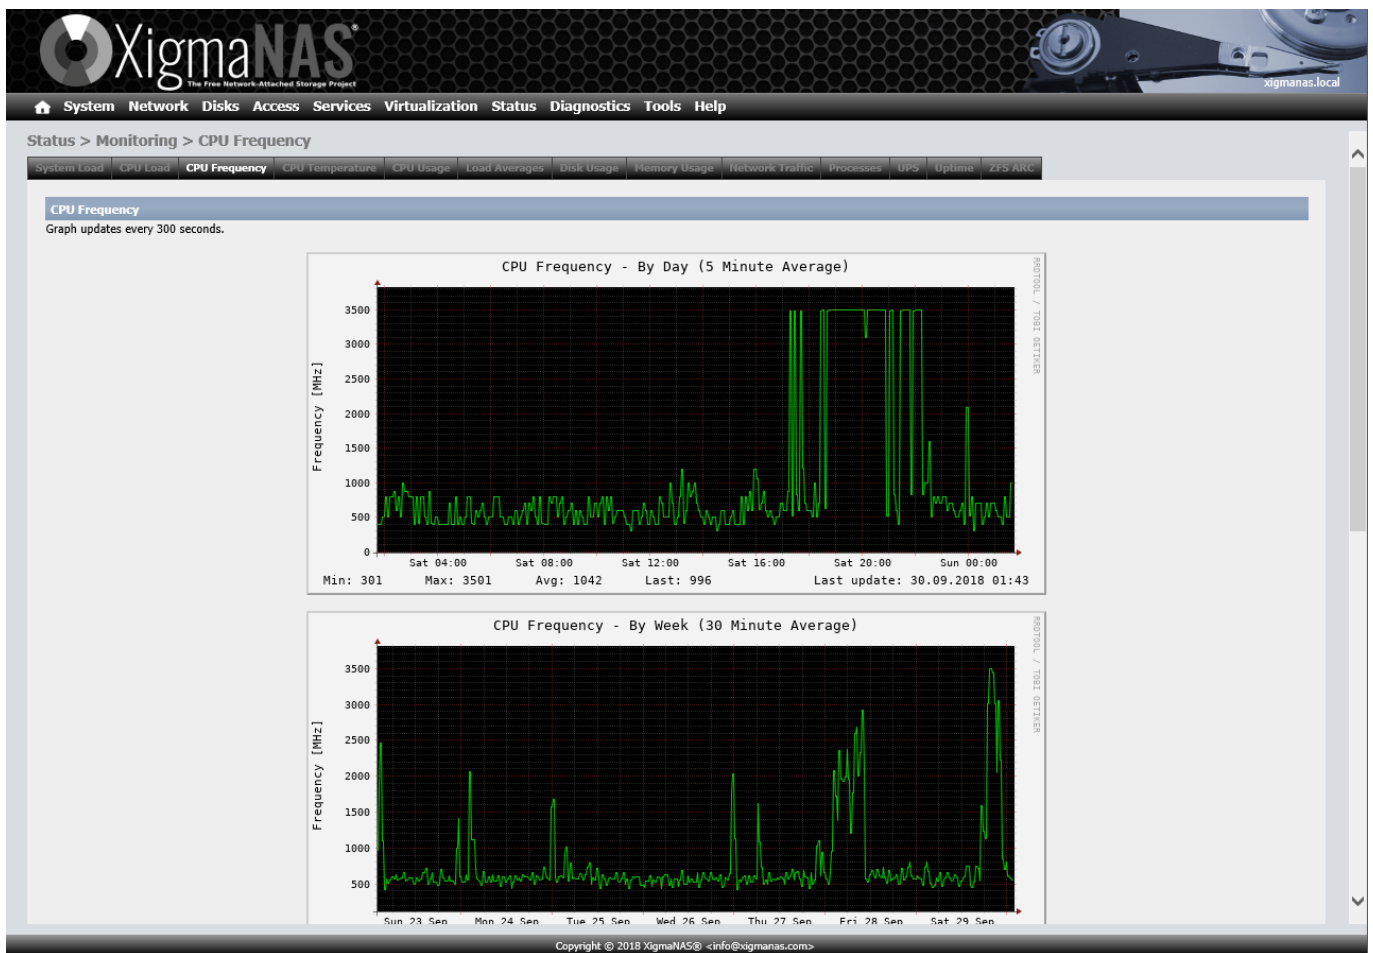 XigmaNAS®
The Free Network-Attached Storage Project
xigmanas.local
System Network Disks Access Services Virtualization Status Diagnostics Tools Help
Status > Monitoring > CPU Frequency
System Load CPU Load CPU Frequency CPU Temperature CPU Usage Load Averages Disk Usage Memory Usage Network Traffic Processes UPS Uptime ZFS ARC
CPU Frequency
Graph updates every 300 seconds.
CPU Frequency - By Day (5 Minute Average)
RRDTOOL / TOBI OETIKER
Frequency [MHz]
3500
3000
2500
2000
1500
1000
500
0
Sat 04:00 Sat 08:00 Sat 12:00 Sat 16:00 Sat 20:00 Sun 00:00
Min: 301 Max: 3501 Avg: 1042 Last: 996 Last update: 30.09.2018 01:43
CPU Frequency - By Week (30 Minute Average)
RRDTOOL / TOBI OETIKER
Frequency [MHz]
3500
3000
2500
2000
1500
1000
500
Sun 23 Sep Mon 24 Sep Tue 25 Sep Wed 26 Sep Thu 27 Sep Fri 28 Sep Sat 29 Sep
Copyright © 2018 XigmaNAS® <info@xigmanas.com>